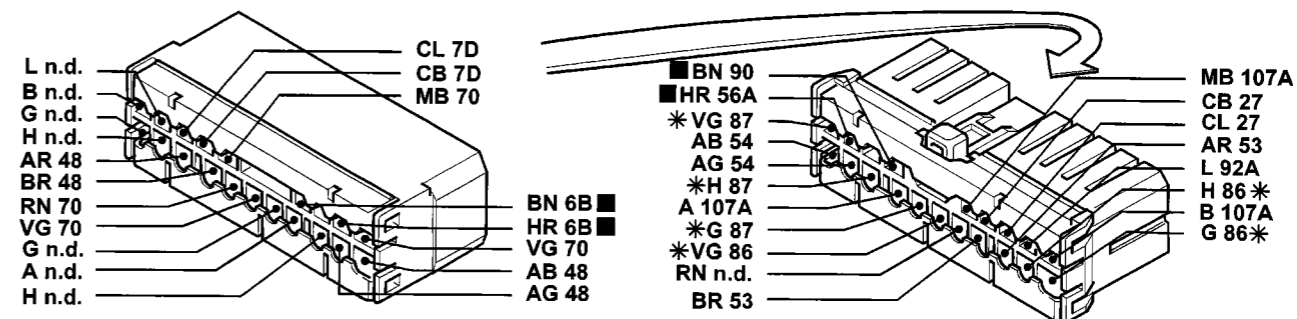 L n.d.
B n.d.
G n.d.
H n.d.
AR 48
BR 48
RN 70
VG 70
G n.d.
A n.d.
H n.d.
CL 7D
CB 7D
MB 70
BN 6B■
HR 6B■
VG 70
AB 48
AG 48
■BN 90
■HR 56A
✳VG 87
AB 54
AG 54
✳H 87
A 107A
✳G 87
✳VG 86
RN n.d.
BR 53
MB 107A
CB 27
CL 27
AR 53
L 92A
H 86✳
B 107A
G 86✳